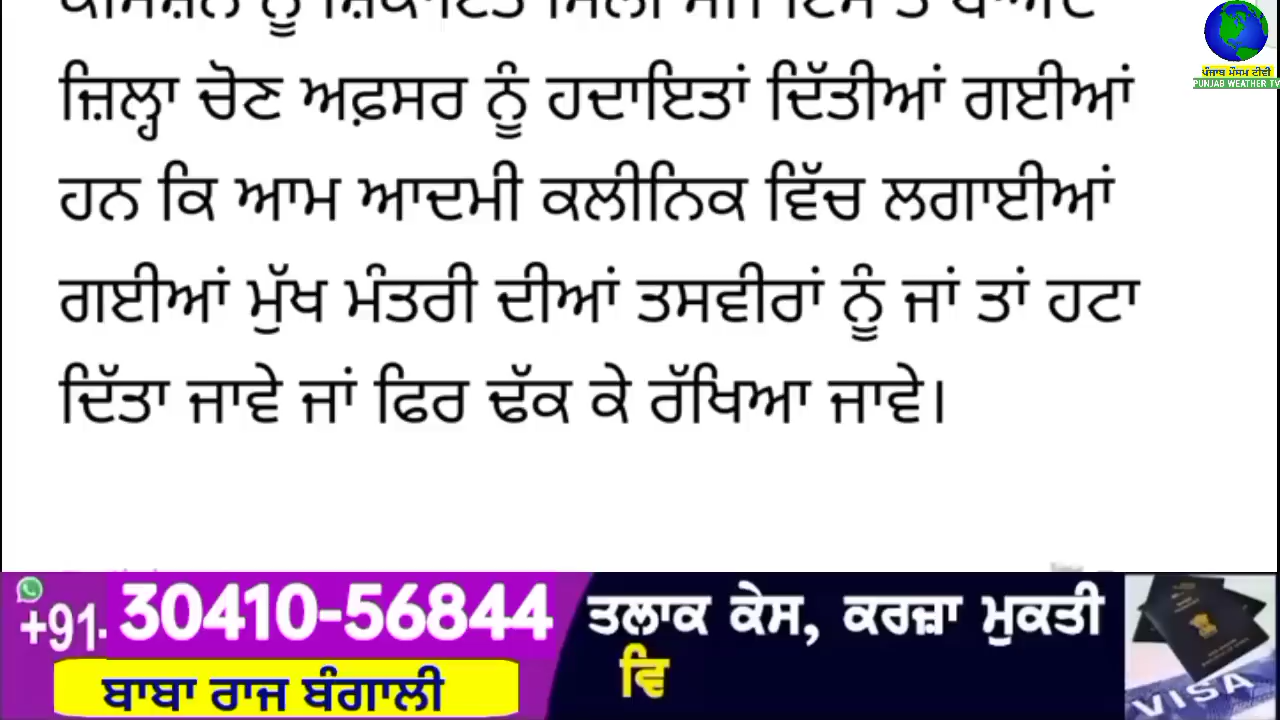 ਜ਼ਿਲ੍ਹਾ ਚੋਣ ਅਫ਼ਸਰ ਨੂੰ ਹਦਾਇਤਾਂ ਦਿੱਤੀਆਂ ਗਈਆਂ
ਹਨ ਕਿ ਆਮ ਆਦਮੀ ਕਲੀਨਿਕ ਵਿੱਚ ਲਗਾਈਆਂ
ਗਈਆਂ ਮੁੱਖ ਮੰਤਰੀ ਦੀਆਂ ਤਸਵੀਰਾਂ ਨੂੰ ਜਾਂ ਤਾਂ ਹਟਾ
ਦਿੱਤਾ ਜਾਵੇ ਜਾਂ ਫਿਰ ਢੱਕ ਕੇ ਰੱਖਿਆ ਜਾਵੇ।
ਪੰਜਾਬ ਮੌਸਮ ਟੀਵੀ
PUNJAB WEATHER TV
+91-30410-56844
ਬਾਬਾ ਰਾਜ ਬੰਗਾਲੀ
ਤਲਾਕ ਕੇਸ, ਕਰਜ਼ਾ ਮੁਕਤੀ
ਵਿ
VISA